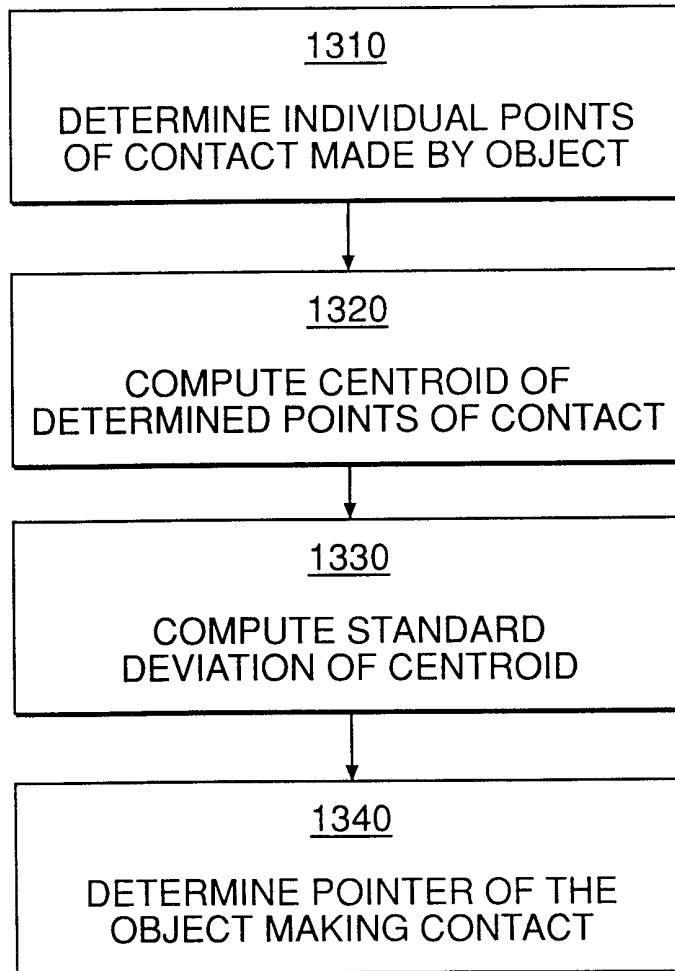 1310
DETERMINE INDIVIDUAL POINTS
OF CONTACT MADE BY OBJECT
1320
COMPUTE CENTROID OF
DETERMINED POINTS OF CONTACT
1330
COMPUTE STANDARD
DEVIATION OF CENTROID
1340
DETERMINE POINTER OF THE
OBJECT MAKING CONTACT